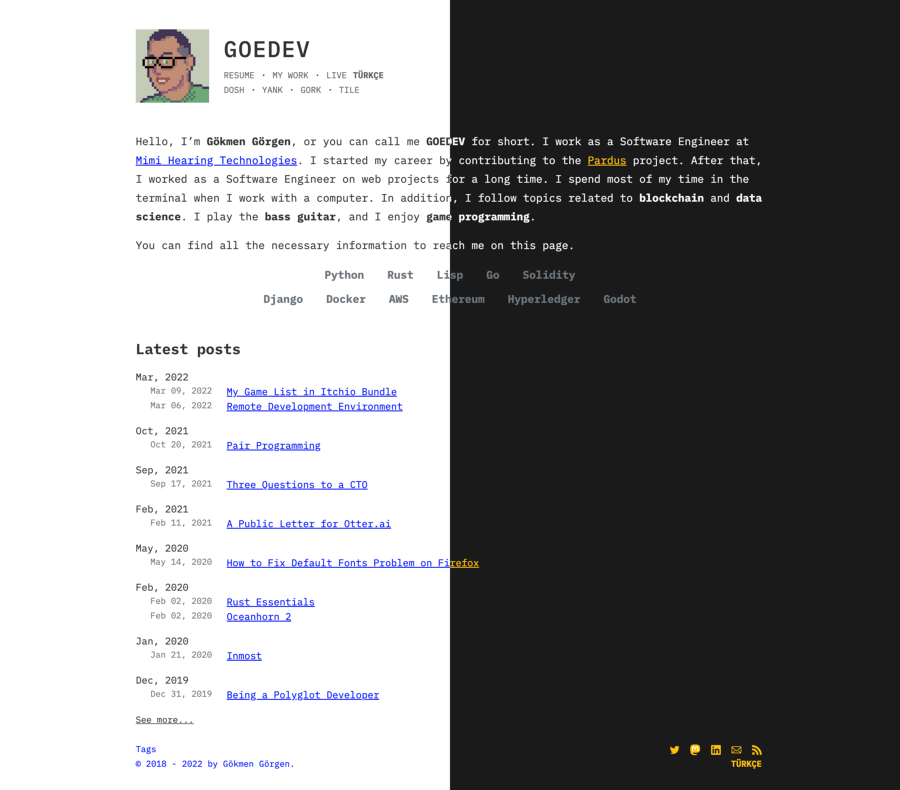 GOEDEV
RESUME · MY WORK · LIVE TÜRKÇE
DOSH · YANK · GORK · TILE
Hello, I’m Gökmen Görgen, or you can call me GOEDEV for short. I work as a Software Engineer at
Mimi Hearing Technologies. I started my career by contributing to the Pardus project. After that,
I worked as a Software Engineer on web projects for a long time. I spend most of my time in the
terminal when I work with a computer. In addition, I follow topics related to blockchain and data
science. I play the bass guitar, and I enjoy game programming.
You can find all the necessary information to reach me on this page.
Python Rust Lisp Go Solidity
Django Docker AWS Ethereum Hyperledger Godot
Latest posts
Mar, 2022
Mar 09, 2022 My Game List in Itchio Bundle
Mar 06, 2022 Remote Development Environment
Oct, 2021
Oct 20, 2021 Pair Programming
Sep, 2021
Sep 17, 2021 Three Questions to a CTO
Feb, 2021
Feb 11, 2021 A Public Letter for Otter.ai
May, 2020
May 14, 2020 How to Fix Default Fonts Problem on Firefox
Feb, 2020
Feb 02, 2020 Rust Essentials
Feb 02, 2020 Oceanhorn 2
Jan, 2020
Jan 21, 2020 Inmost
Dec, 2019
Dec 31, 2019 Being a Polyglot Developer
See more...
Tags
© 2018 - 2022 by Gökmen Görgen. TÜRKÇE